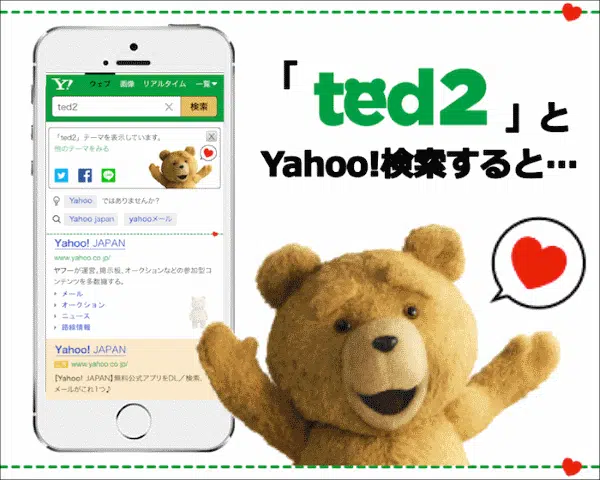 「ted2」と
Yahoo!検索すると…
Y!
ウェブ 画像 リアルタイム 一覧▼
ted2 × 検索
「ted2」テーマを表示しています。
他のテーマをみる
Yahoo ではありませんか?
Yahoo japan yahooメール
Yahoo! JAPAN
www.yahoo.co.jp/
ヤフーが運営。掲示板、オークションなどの参加型コ
ンテンツを多数擁する。
・メール
・オークション
・ニュース
・路線情報
Yahoo! JAPAN
www.yahoo.co.jp/
【Yahoo! JAPAN】無料公式アプリをDL／検索、
メールがこれ1つ♪